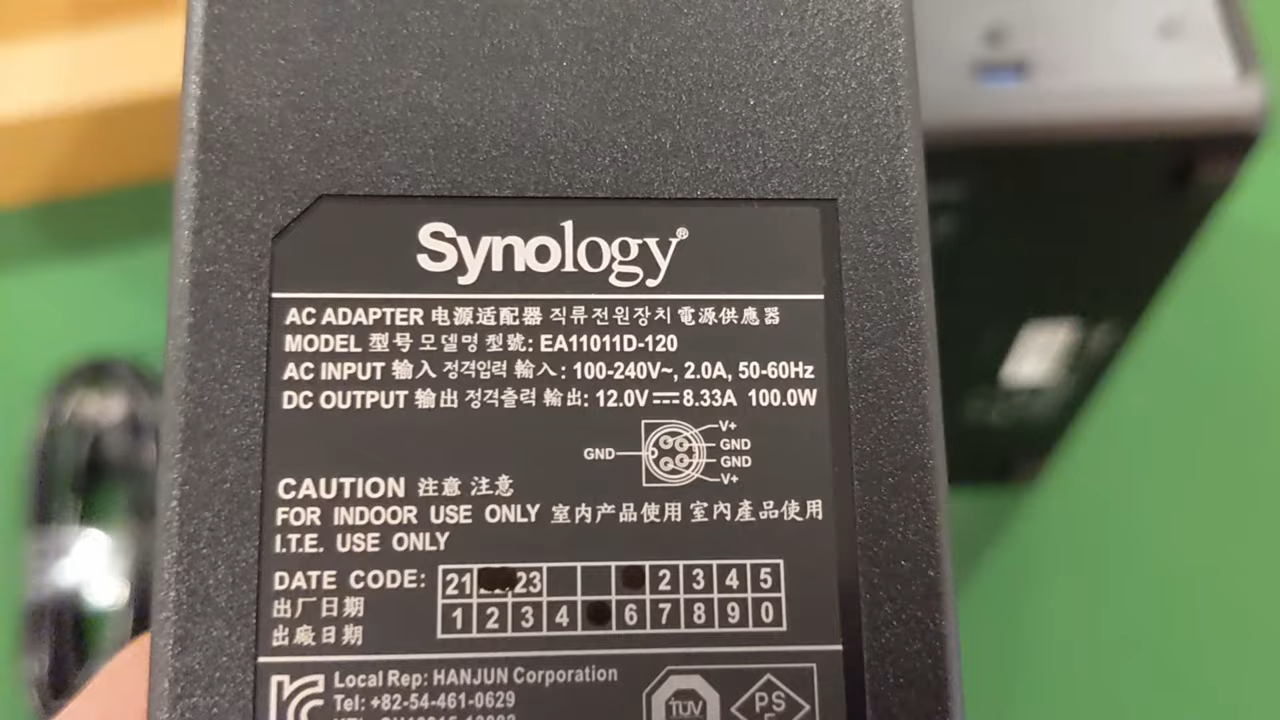 Synology®
AC ADAPTER 电源适配器 직류전원장치 電源供應器
MODEL 型号 모델명 型號: EA11011D-120
AC INPUT 输入 정격입력 輸入: 100-240V~, 2.0A, 50-60Hz
DC OUTPUT 输出 정격출력 輸出: 12.0V⎓8.33A 100.0W
V+
GND GND
GND
V+
CAUTION 注意 注意
FOR INDOOR USE ONLY 室内产品使用 室內產品使用
I.T.E. USE ONLY
DATE CODE: 21 23 2 3 4 5
出厂日期 1 2 3 4 6 7 8 9 0
出廠日期
Local Rep: HANJUN Corporation
Tel: +82-54-461-0629
TÜV
PS